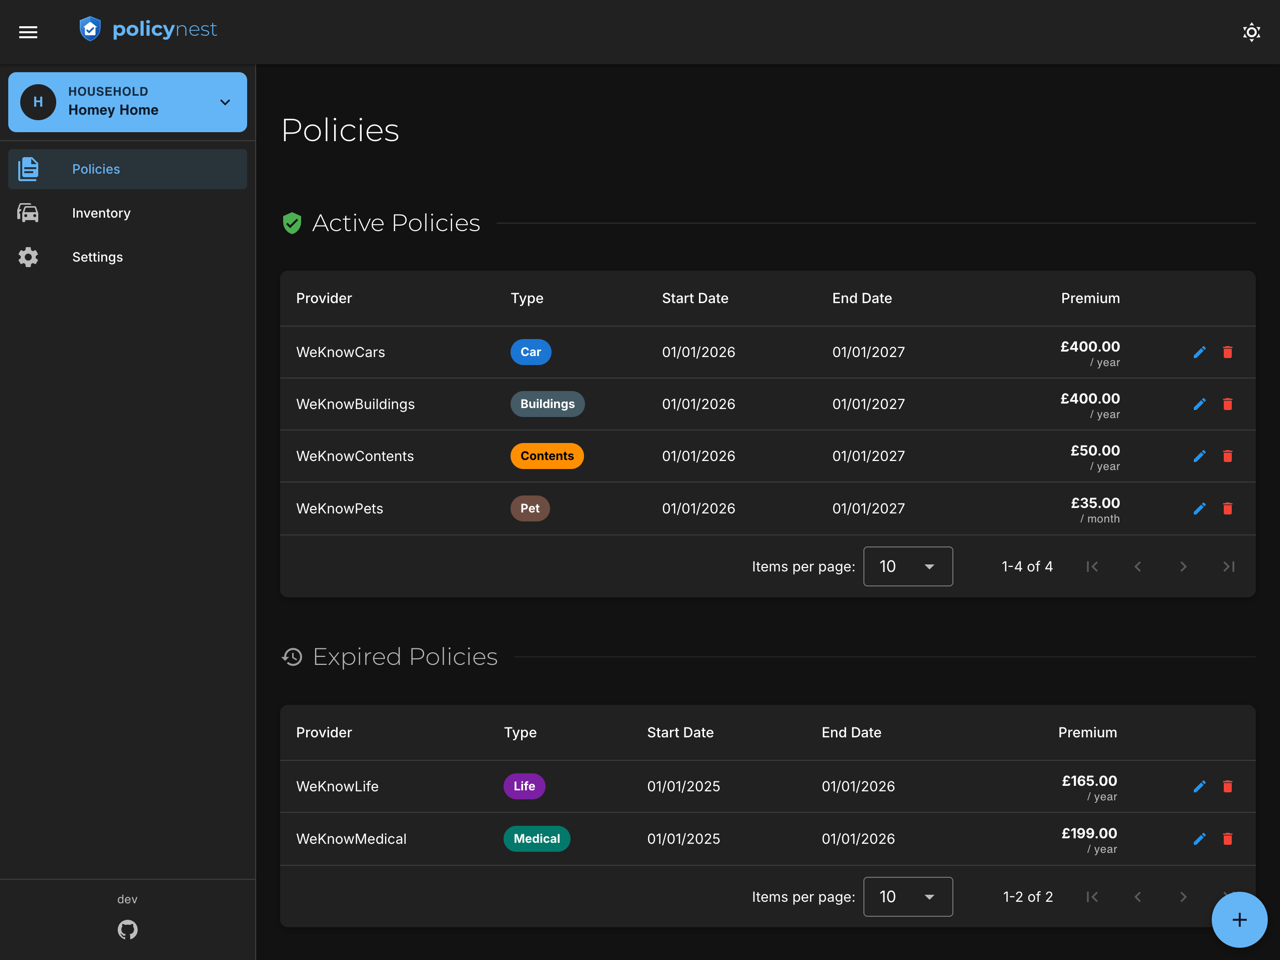 policynest
H
HOUSEHOLD
Homey Home
Policies
Inventory
Settings
dev
Policies
Active Policies
Provider Type Start Date End Date Premium
WeKnowCars Car 01/01/2026 01/01/2027 £400.00
/ year
WeKnowBuildings Buildings 01/01/2026 01/01/2027 £400.00
/ year
WeKnowContents Contents 01/01/2026 01/01/2027 £50.00
/ year
WeKnowPets Pet 01/01/2026 01/01/2027 £35.00
/ month
Items per page: 10 1-4 of 4
Expired Policies
Provider Type Start Date End Date Premium
WeKnowLife Life 01/01/2025 01/01/2026 £165.00
/ year
WeKnowMedical Medical 01/01/2025 01/01/2026 £199.00
/ year
Items per page: 10 1-2 of 2